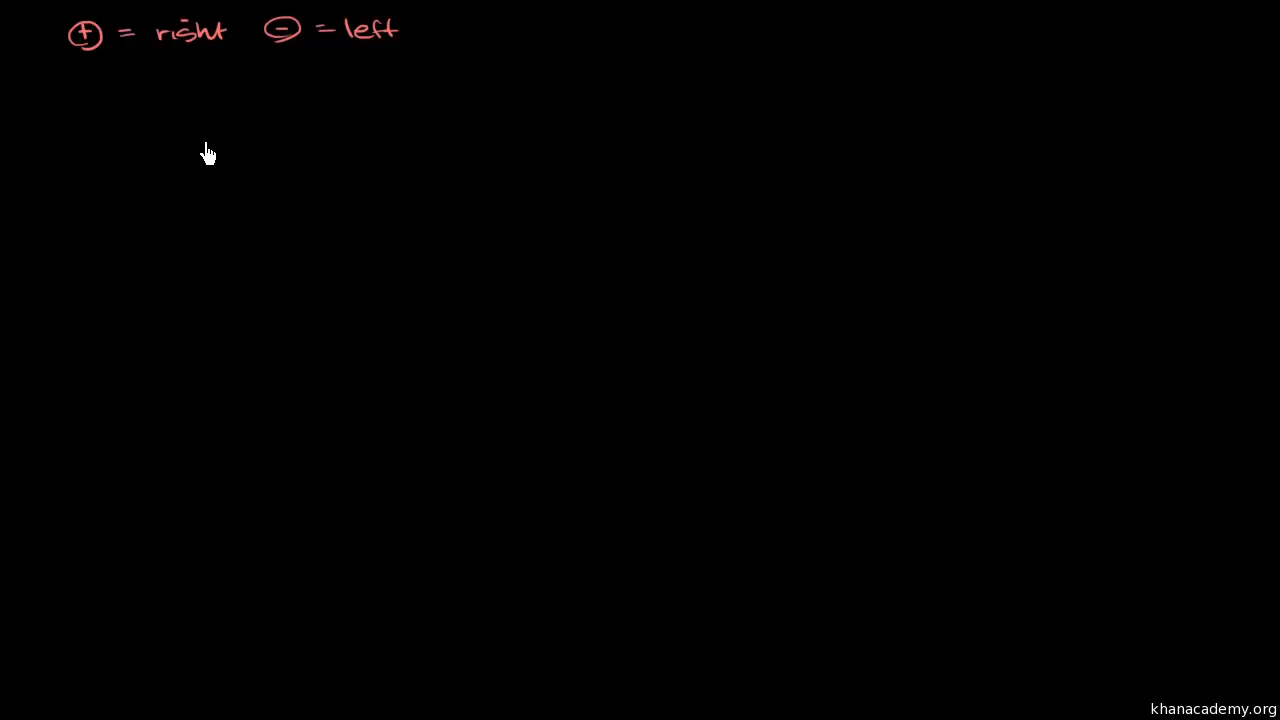 ⊕ = right ⊖ = left
khanacademy.org